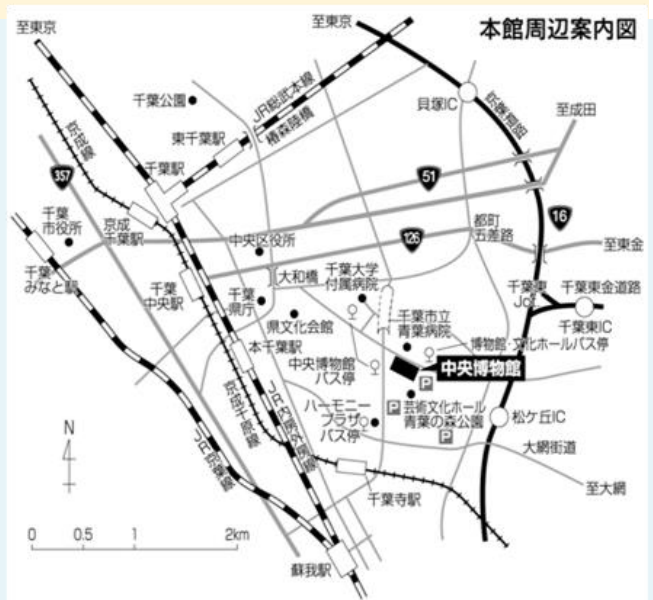 本館周辺案内図
至東京
至東京
JR総武本線
椿森陸橋
千葉公園
東千葉駅
千葉駅
貝塚IC
京葉道路
至成田
京成線
357
51
16
126
千葉
市役所
京成
千葉駅
中央区役所
都町
五差路
至東金
千葉
みなと駅
千葉
中央駅
大和橋
千葉大学
付属病院
千葉東
Jct
千葉東金道路
千葉東IC
千葉
県庁
県文化会館
千葉市立
青葉病院
博物館・文化ホールバス停
本千葉駅
中央博物館
バス停
中央博物館
P
ハーモニー
プラザ
バス停
P
芸術文化ホール
青葉の森公園
P
松ケ丘IC
大網街道
至大網
京成千原線
JR内房外房線
JR京葉線
千葉寺駅
蘇我駅
N
0
0.5
1
2km